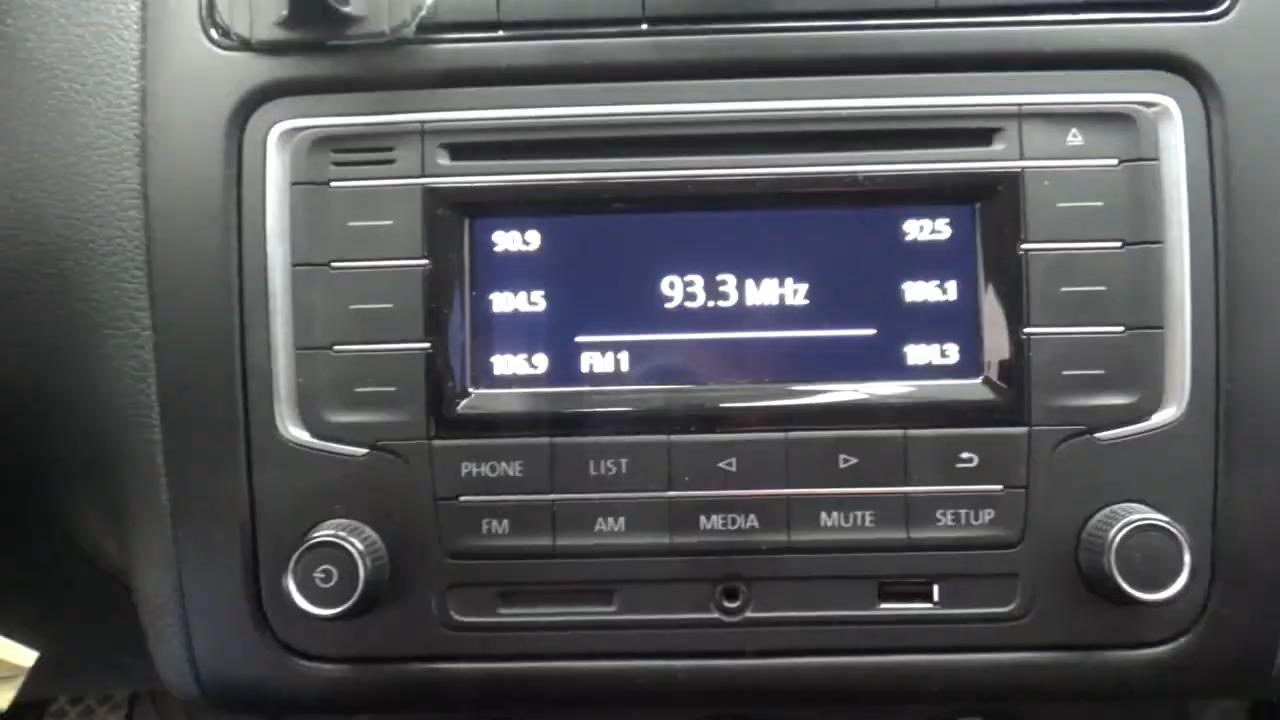 90.9 92.5
104.5 93.3 MHz 106.1
106.9 FM1 101.3
PHONE LIST
FM AM MEDIA MUTE SETUP